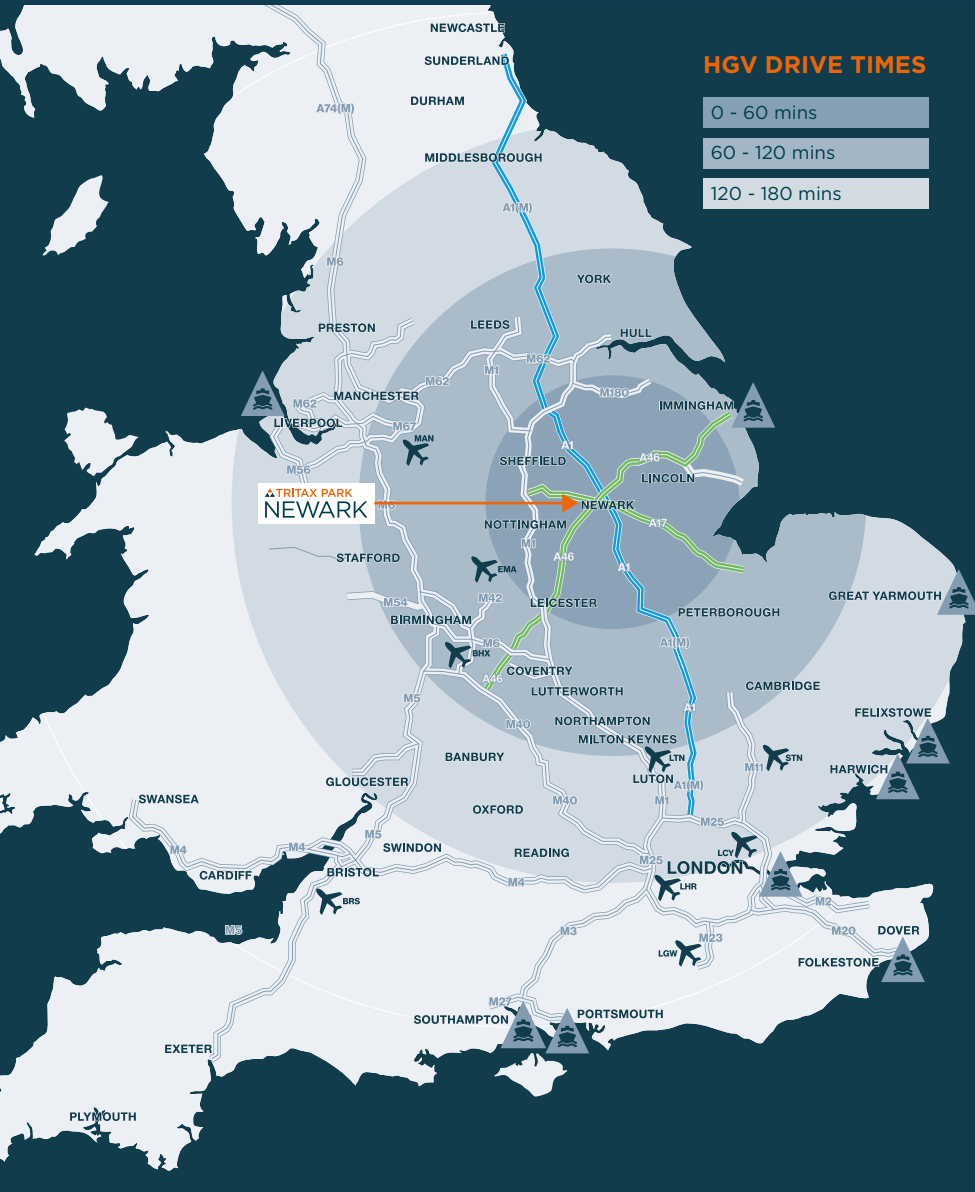 NEWCASTLE
SUNDERLAND
HGV DRIVE TIMES
DURHAM
A74(M)
0 - 60 mins
60 - 120 mins
MIDDLESBOROUGH
120 - 180 mins
A1(M)
M6
YORK
PRESTON
LEEDS
HULL
M62
M1
M62
M180
MANCHESTER
M62
IMMINGHAM
LIVERPOOL
M67
MAN
A1
M56
SHEFFIELD
A46
LINCOLN
TRITAX PARK
NEWARK
M6
NEWARK
NOTTINGHAM
A17
M1
STAFFORD
A46
A1
EMA
M54
M42
LEICESTER
GREAT YARMOUTH
BIRMINGHAM
PETERBOROUGH
M6
A1(M)
BHX
COVENTRY
A46
LUTTERWORTH
CAMBRIDGE
M5
A1
FELIXSTOWE
M40
NORTHAMPTON
MILTON KEYNES
BANBURY
LTN
STN
M11
HARWICH
LUTON
GLOUCESTER
A1(M)
SWANSEA
M40
M1
OXFORD
M25
M5
M4
M4
SWINDON
READING
LCY
M25
LONDON
CARDIFF
BRISTOL
M4
LHR
BRS
M2
M5
M3
M23
M20
DOVER
LGW
FOLKESTONE
M27
SOUTHAMPTON
PORTSMOUTH
EXETER
PLYMOUTH